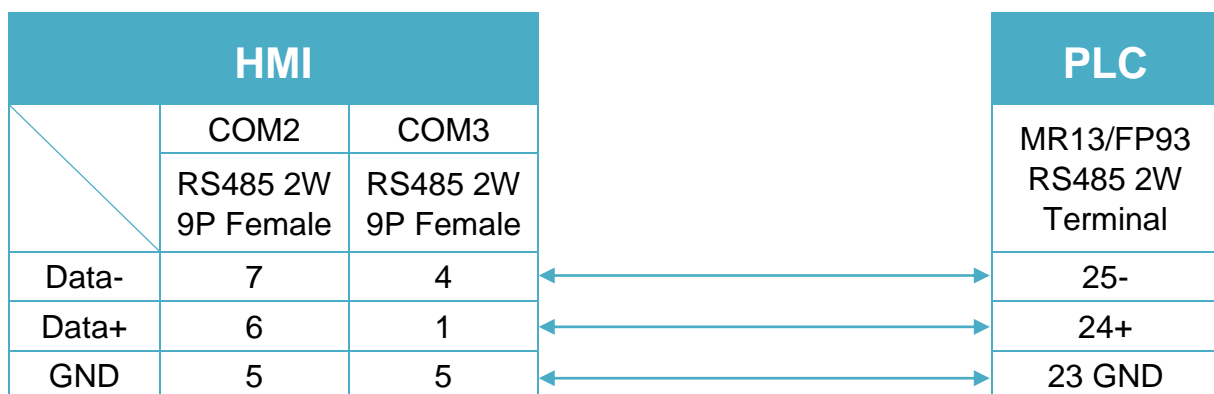 HMI PLC
COM2 COM3
MR13/FP93
RS485 2W
Terminal
RS485 2W RS485 2W
9P Female 9P Female
Data- 7 4 25-
Data+ 6 1 24+
GND 5 5 23 GND